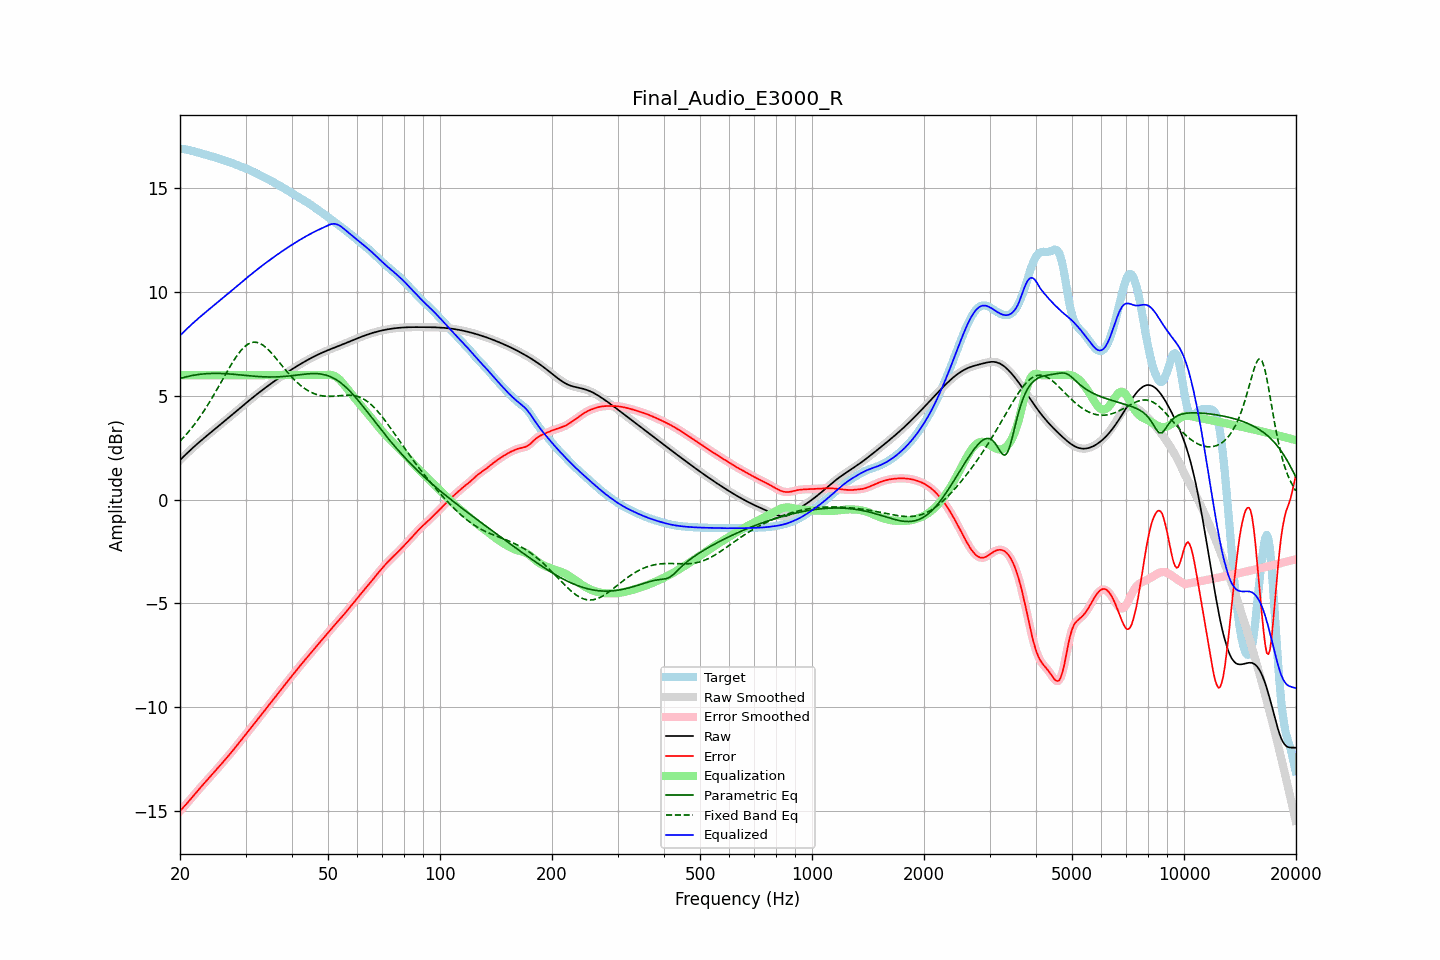 Final_Audio_E3000_R
Amplitude (dBr)
15
10
5
0
−5
−10
−15
Target
Raw Smoothed
Error Smoothed
Raw
Error
Equalization
Parametric Eq
Fixed Band Eq
Equalized
20 50 100 200 500 1000 2000 5000 10000 20000
Frequency (Hz)